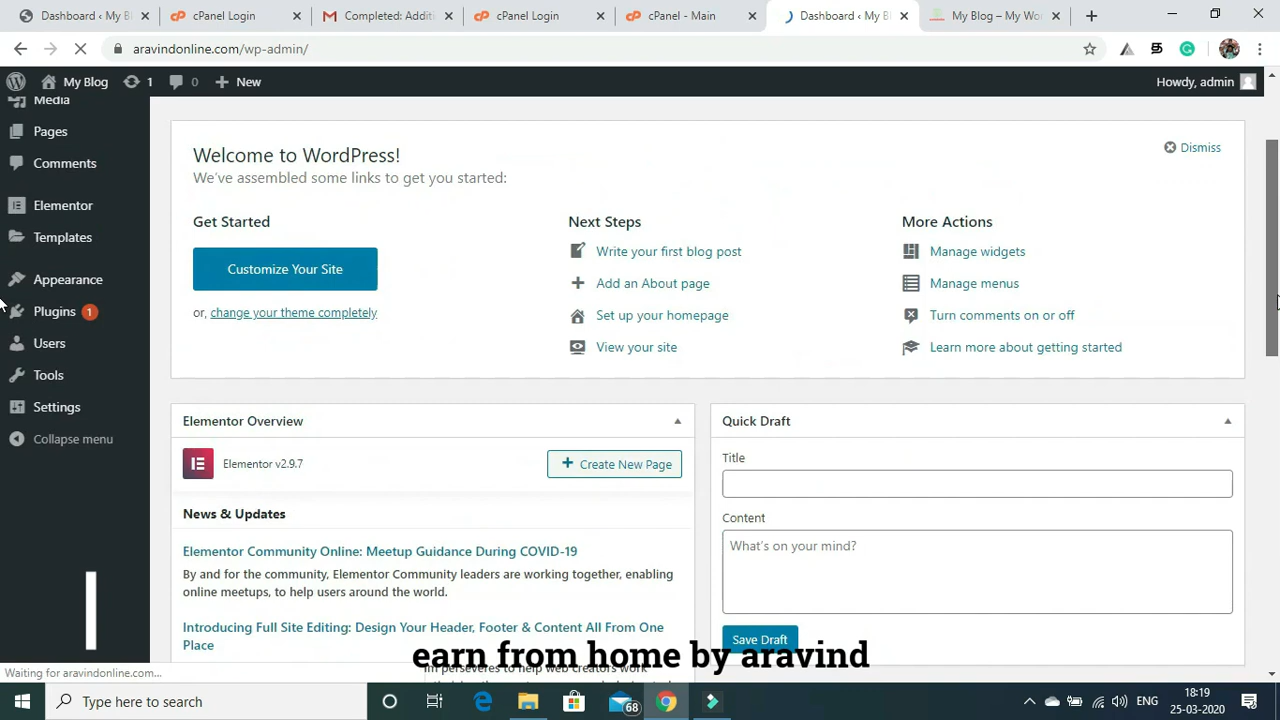 Dashboard ‹ My Bl
cPanel Login
Completed: Additi
cPanel Login
cPanel - Main
Dashboard ‹ My Bl
My Blog – My Wor
aravindonline.com/wp-admin/
My Blog
1
0
New
Howdy, admin
Media
Pages
Comments
Elementor
Templates
Appearance
Plugins 1
Users
Tools
Settings
Collapse menu
Welcome to WordPress!
Dismiss
We've assembled some links to get you started:
Get Started
Customize Your Site
or, change your theme completely
Next Steps
Write your first blog post
Add an About page
Set up your homepage
View your site
More Actions
Manage widgets
Manage menus
Turn comments on or off
Learn more about getting started
Elementor Overview
Elementor v2.9.7
Create New Page
News & Updates
Elementor Community Online: Meetup Guidance During COVID-19
By and for the community, Elementor Community leaders are working together, enabling
online meetups, to help users around the world.
Introducing Full Site Editing: Design Your Header, Footer & Content All From One
Place
Quick Draft
Title
Content
What's on your mind?
Save Draft
earn from home by aravind
Waiting for aravindonline.com...
Type here to search
68
ENG
18:19
25-03-2020